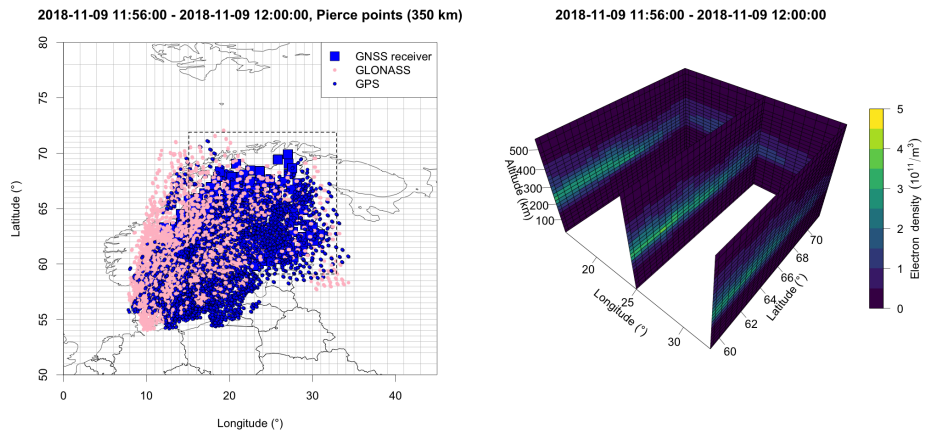 2018-11-09 11:56:00 - 2018-11-09 12:00:00, Pierce points (350 km)
GNSS receiver
GLONASS
GPS
80
75
70
65
60
55
50
Latitude (°)
0
10
20
30
40
Longitude (°)
2018-11-09 11:56:00 - 2018-11-09 12:00:00
500
400
300
200
100
Altitude (km)
20
25
30
Longitude (°)
60
62
64
66
68
70
Latitude (°)
5
4
3
2
1
0
Electron density